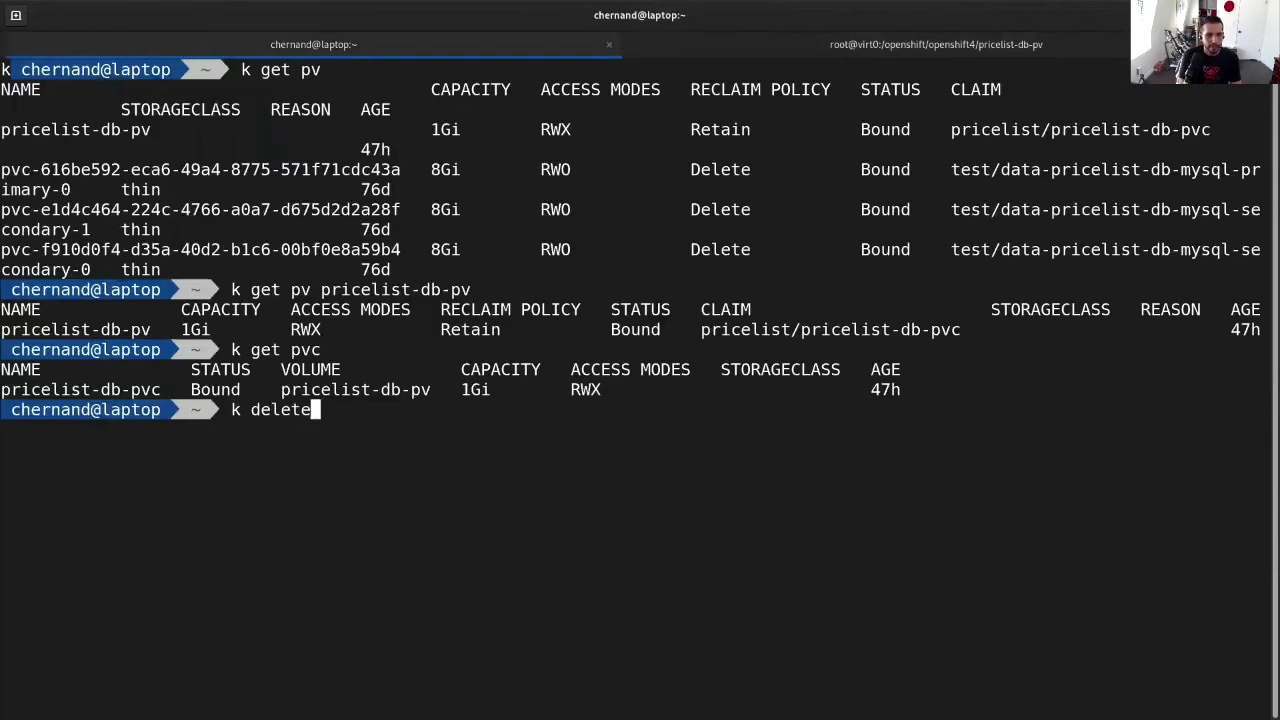 chernand@laptop:~
chernand@laptop:~ × root@virt0:/openshift/openshift4/pricelist-db-pv
k chernand@laptop ~ k get pv
NAME CAPACITY ACCESS MODES RECLAIM POLICY STATUS CLAIM
STORAGECLASS REASON AGE
pricelist-db-pv 1Gi RWX Retain Bound pricelist/pricelist-db-pvc
47h
pvc-616be592-eca6-49a4-8775-571f71cdc43a 8Gi RWO Delete Bound test/data-pricelist-db-mysql-pr
imary-0 thin 76d
pvc-e1d4c464-224c-4766-a0a7-d675d2d2a28f 8Gi RWO Delete Bound test/data-pricelist-db-mysql-se
condary-1 thin 76d
pvc-f910d0f4-d35a-40d2-b1c6-00bf0e8a59b4 8Gi RWO Delete Bound test/data-pricelist-db-mysql-se
condary-0 thin 76d
chernand@laptop ~ k get pv pricelist-db-pv
NAME CAPACITY ACCESS MODES RECLAIM POLICY STATUS CLAIM STORAGECLASS REASON AGE
pricelist-db-pv 1Gi RWX Retain Bound pricelist/pricelist-db-pvc 47h
chernand@laptop ~ k get pvc
NAME STATUS VOLUME CAPACITY ACCESS MODES STORAGECLASS AGE
pricelist-db-pvc Bound pricelist-db-pv 1Gi RWX 47h
chernand@laptop ~ k delete